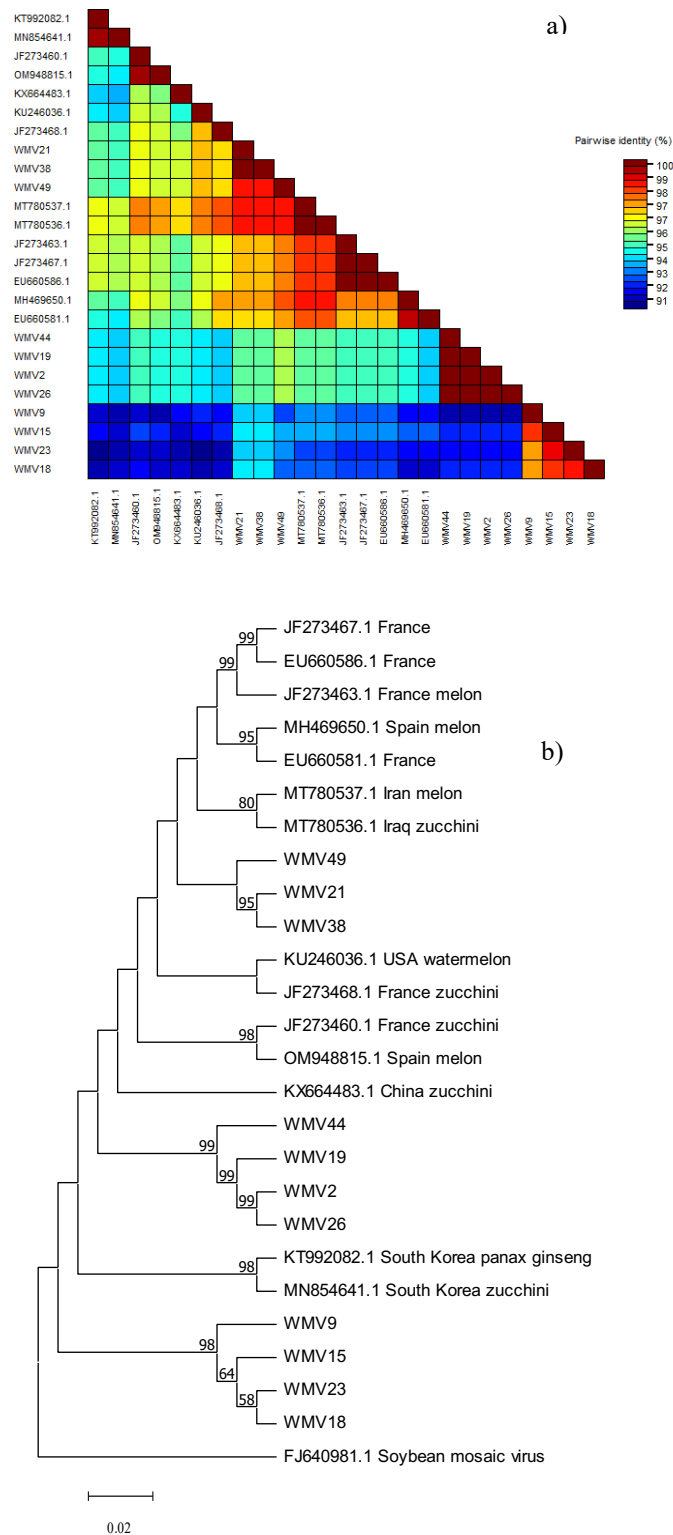 a)
KT992082.1
MN854641.1
JF273460.1
OM948815.1
KX664483.1
KU246036.1
JF273468.1
WMV21
WMV38
WMV49
MT780537.1
MT780536.1
JF273463.1
JF273467.1
EU660586.1
MH469650.1
EU660581.1
WMV44
WMV19
WMV2
WMV26
WMV9
WMV15
WMV23
WMV18
Pairwise identity (%)
100
99
98
97
97
96
95
94
93
92
91
KT992082.1
MN854641.1
JF273460.1
OM948815.1
KX664483.1
KU246036.1
JF273468.1
WMV21
WMV38
WMV49
MT780537.1
MT780536.1
JF273463.1
JF273467.1
EU660586.1
MH469650.1
EU660581.1
WMV44
WMV19
WMV2
WMV26
WMV9
WMV15
WMV23
WMV18
b)
JF273467.1 France
99
EU660586.1 France
99
JF273463.1 France melon
MH469650.1 Spain melon
95
EU660581.1 France
MT780537.1 Iran melon
80
MT780536.1 Iraq zucchini
WMV49
WMV21
95
WMV38
KU246036.1 USA watermelon
JF273468.1 France zucchini
JF273460.1 France zucchini
98
OM948815.1 Spain melon
KX664483.1 China zucchini
WMV44
99
WMV19
99
WMV2
99
WMV26
KT992082.1 South Korea panax ginseng
98
MN854641.1 South Korea zucchini
WMV9
98
WMV15
64
WMV23
58
WMV18
FJ640981.1 Soybean mosaic virus
0.02